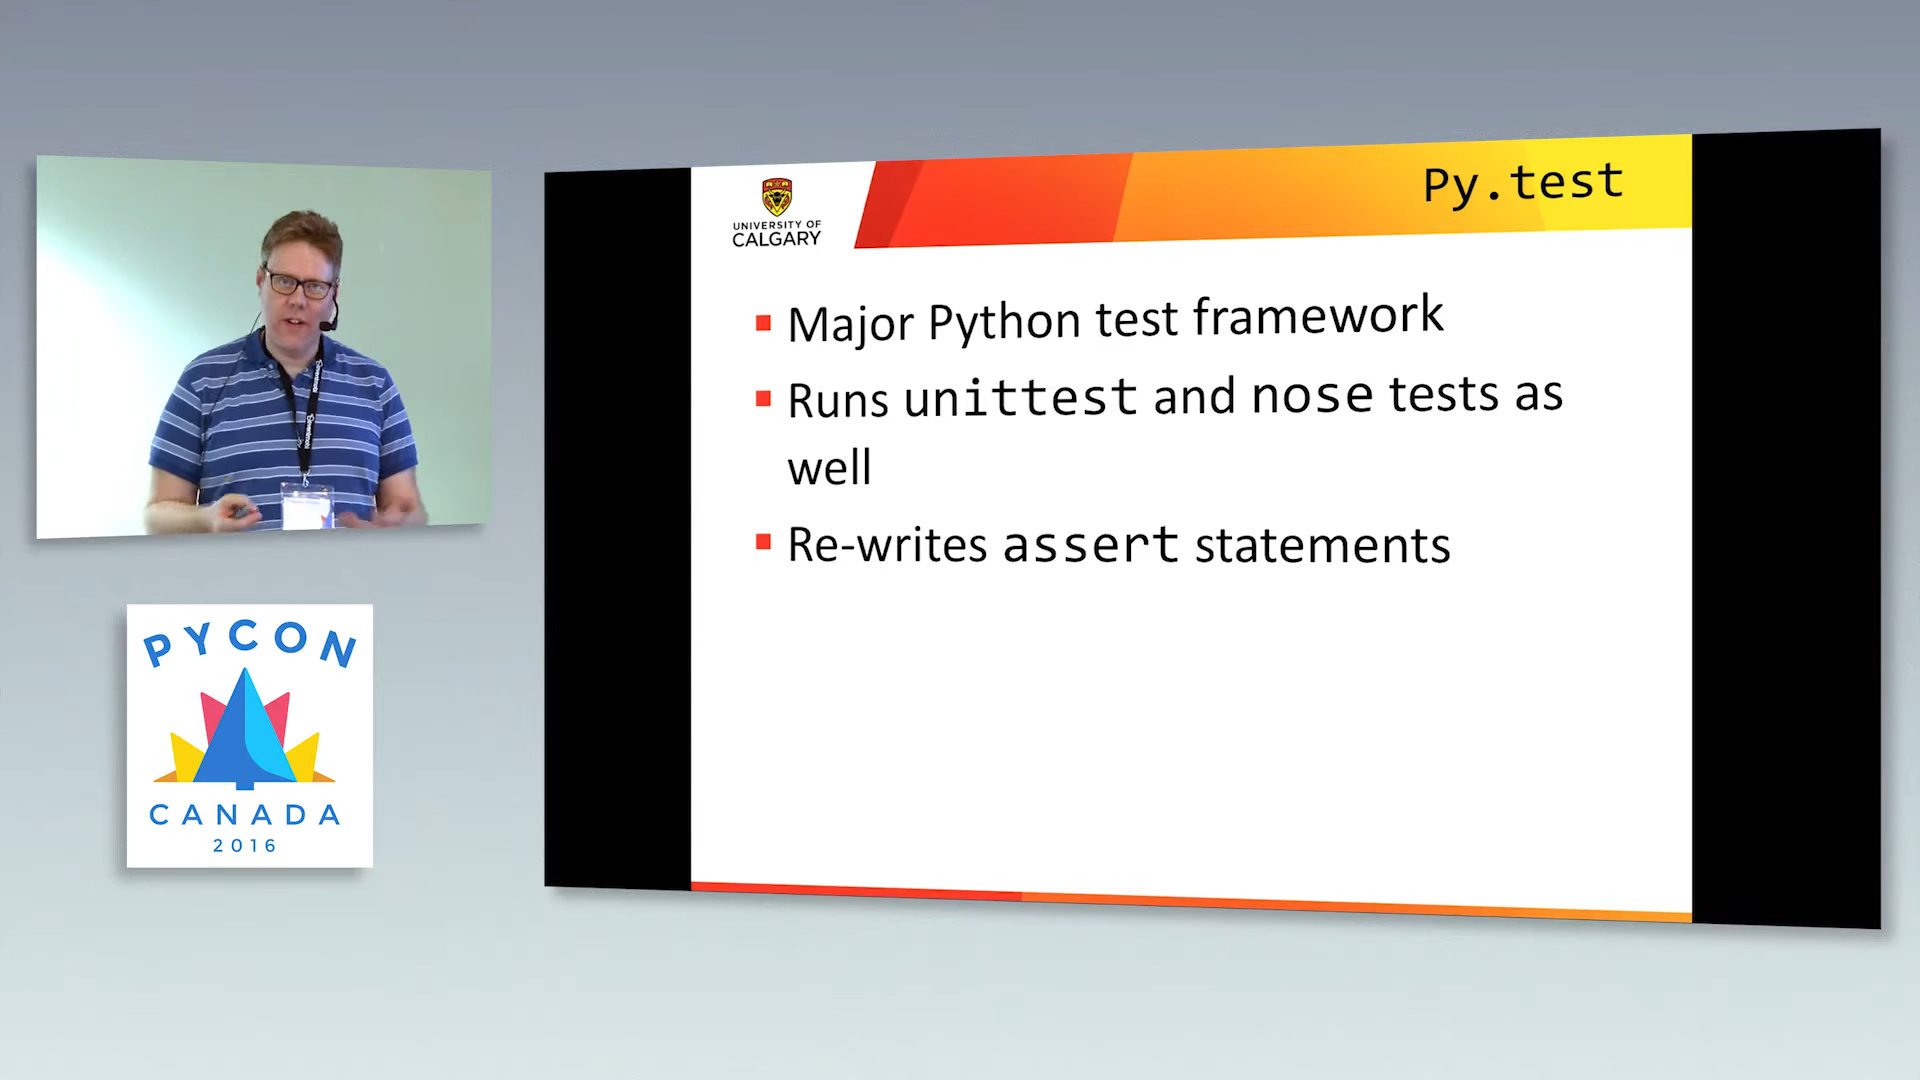 UNIVERSITY OF
CALGARY
Py.test
Major Python test framework
Runs unittest and nose tests as
well
Re-writes assert statements
PYCON
CANADA
2016